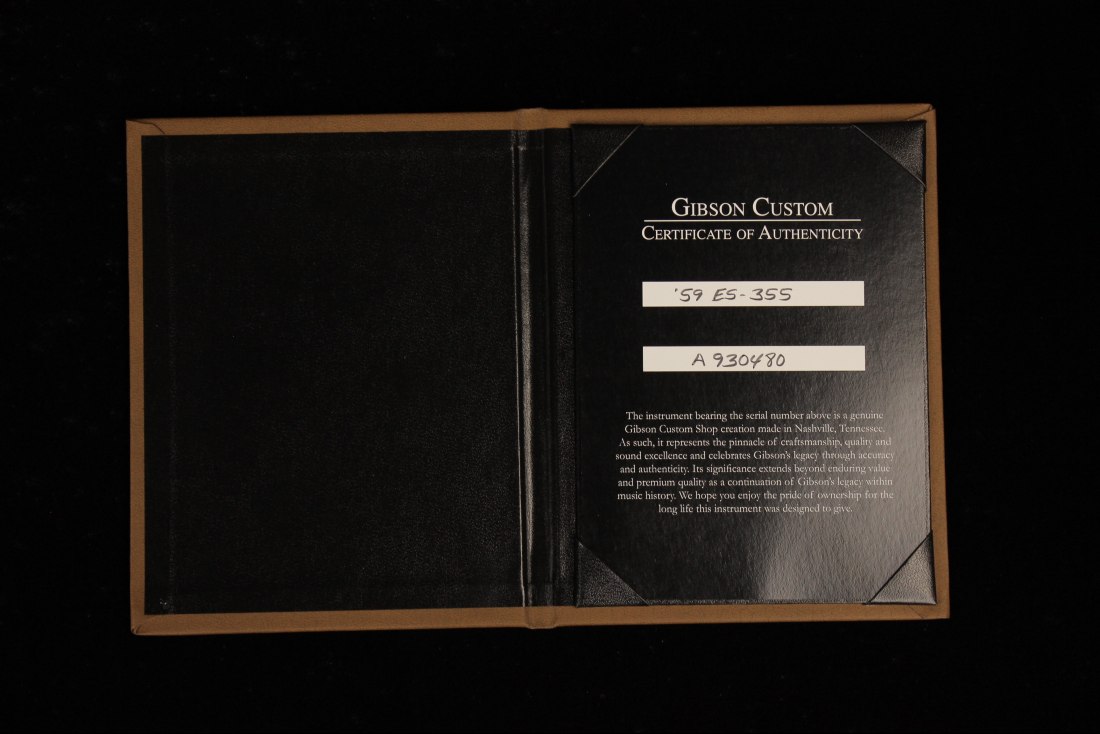 GIBSON CUSTOM
CERTIFICATE OF AUTHENTICITY
'59 ES-355
A 930480
The instrument bearing the serial number above is a genuine
Gibson Custom Shop creation made in Nashville, Tennessee.
As such, it represents the pinnacle of craftsmanship, quality and
sound excellence and celebrates Gibson's legacy through accuracy
and authenticity. Its significance extends beyond enduring value
and premium quality as a continuation of Gibson's legacy within
music history. We hope you enjoy the pride of ownership for the
long life this instrument was designed to give.